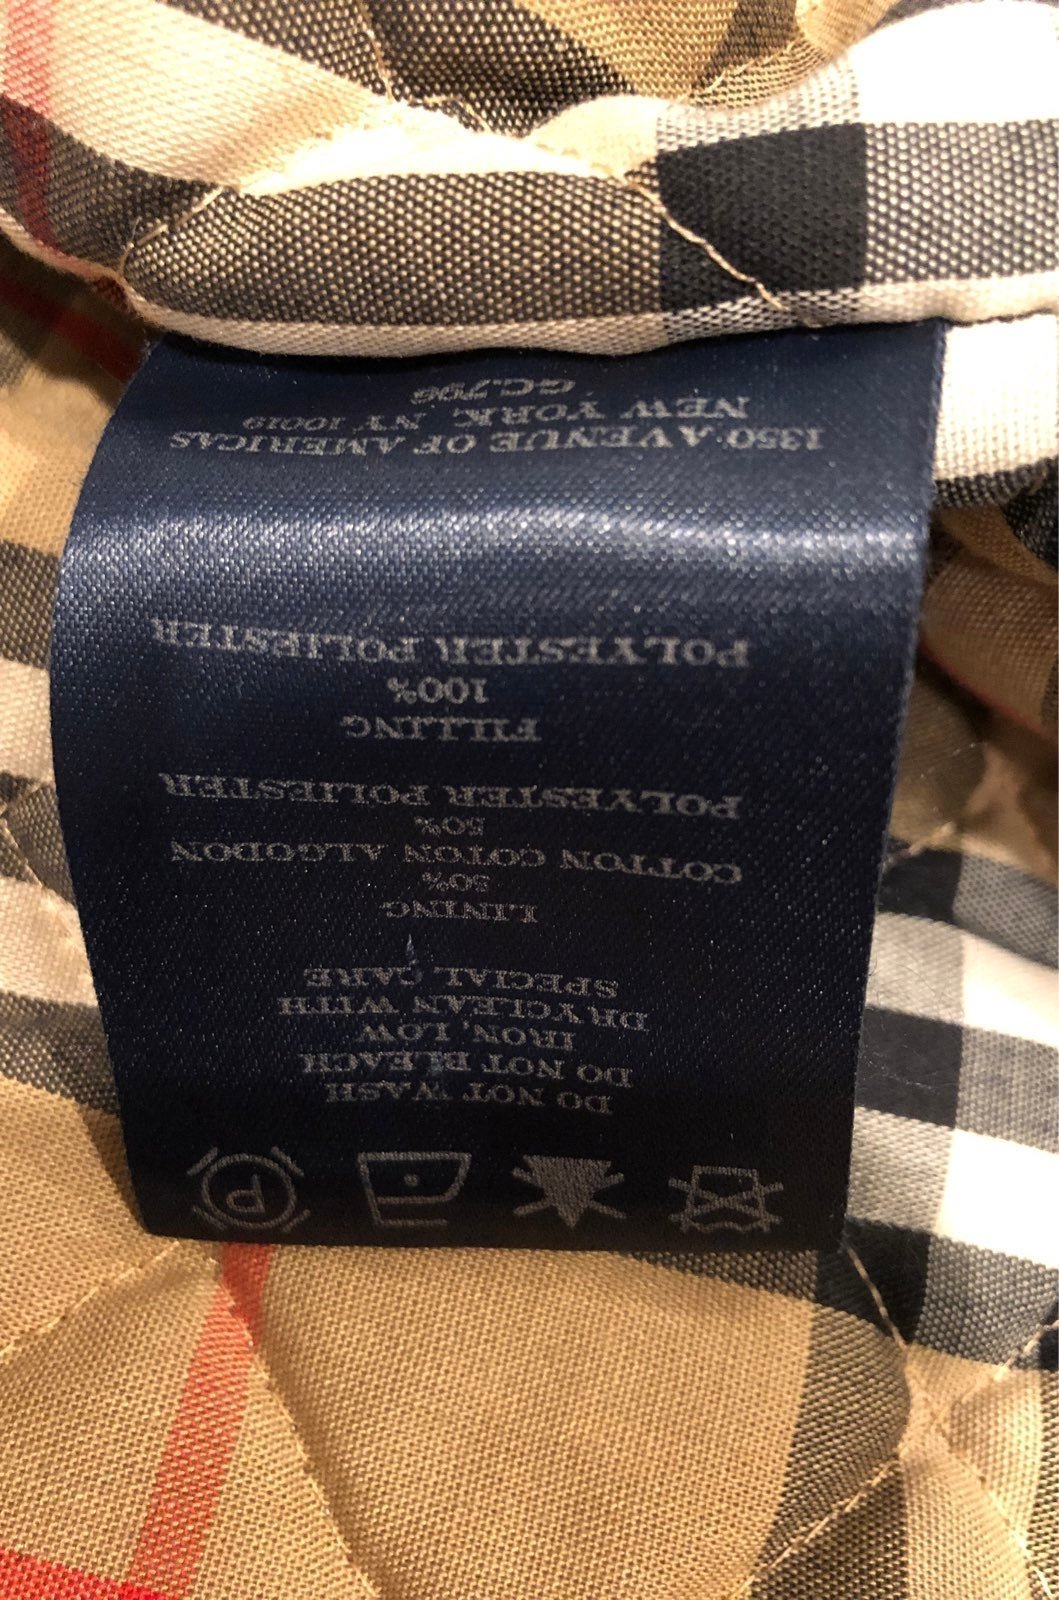 P
DO NOT WASH
DO NOT BLEACH
IRON, LOW
DRYCLEAN WITH
SPECIAL CARE
LINING
50%
COTTON COTON ALGODON
50%
POLYESTER POLIESTER
FILLING
100%
POLYESTER POLIESTER
1350 AVENUE OF AMERICAS
NEW YORK, NY 10019
GC.796